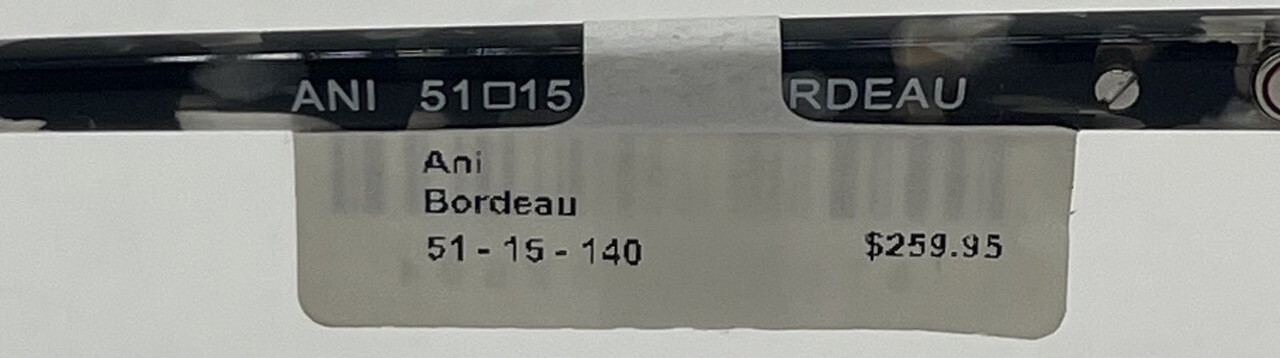 ANI 51□15 RDEAU
Ani
Bordeau
51 - 15 - 140 $259.95